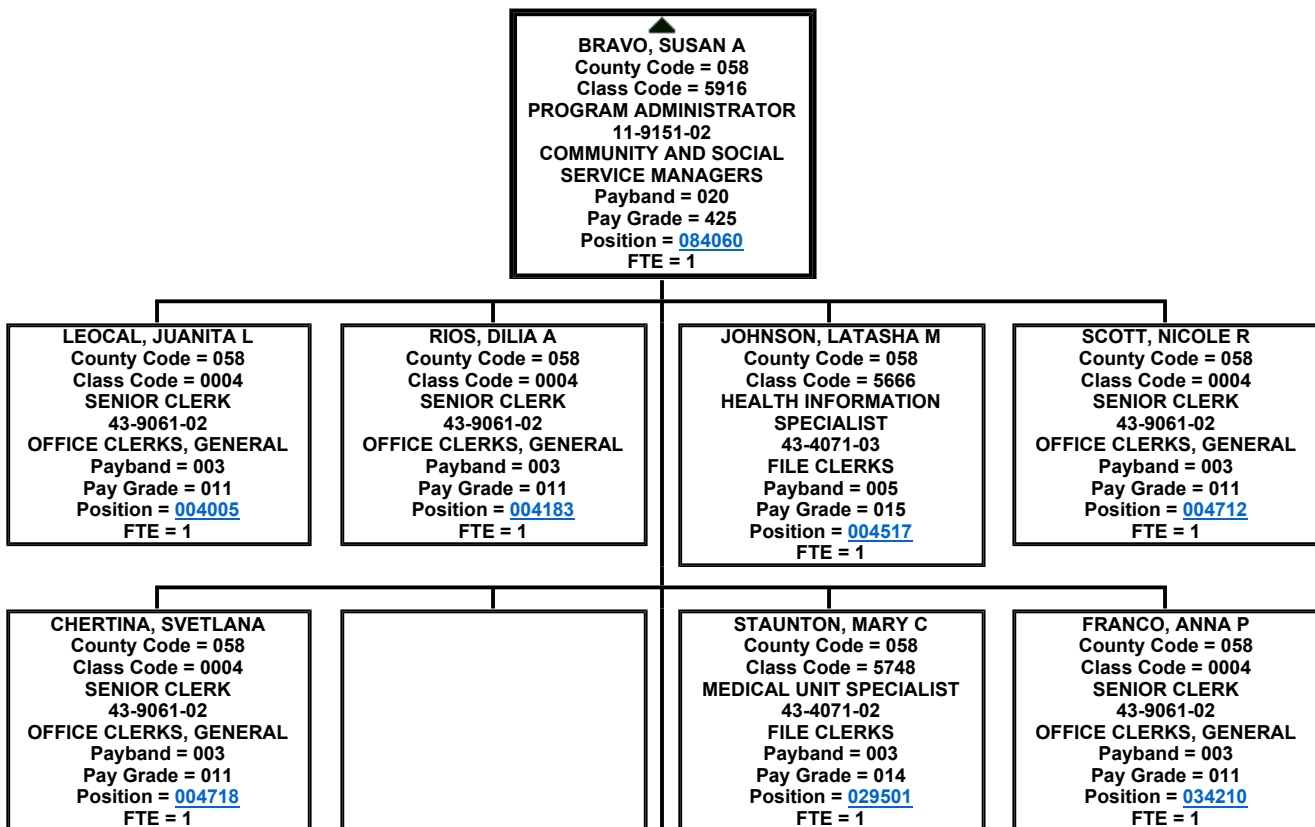 BRAVO, SUSAN A
County Code = 058
Class Code = 5916
PROGRAM ADMINISTRATOR
11-9151-02
COMMUNITY AND SOCIAL
SERVICE MANAGERS
Payband = 020
Pay Grade = 425
Position = 084060
FTE = 1
LEOCAL, JUANITA L
County Code = 058
Class Code = 0004
SENIOR CLERK
43-9061-02
OFFICE CLERKS, GENERAL
Payband = 003
Pay Grade = 011
Position = 004005
FTE = 1
RIOS, DILIA A
County Code = 058
Class Code = 0004
SENIOR CLERK
43-9061-02
OFFICE CLERKS, GENERAL
Payband = 003
Pay Grade = 011
Position = 004183
FTE = 1
JOHNSON, LATASHA M
County Code = 058
Class Code = 5666
HEALTH INFORMATION
SPECIALIST
43-4071-03
FILE CLERKS
Payband = 005
Pay Grade = 015
Position = 004517
FTE = 1
SCOTT, NICOLE R
County Code = 058
Class Code = 0004
SENIOR CLERK
43-9061-02
OFFICE CLERKS, GENERAL
Payband = 003
Pay Grade = 011
Position = 004712
FTE = 1
CHERTINA, SVETLANA
County Code = 058
Class Code = 0004
SENIOR CLERK
43-9061-02
OFFICE CLERKS, GENERAL
Payband = 003
Pay Grade = 011
Position = 004718
FTE = 1
STAUNTON, MARY C
County Code = 058
Class Code = 5748
MEDICAL UNIT SPECIALIST
43-4071-02
FILE CLERKS
Payband = 003
Pay Grade = 014
Position = 029501
FTE = 1
FRANCO, ANNA P
County Code = 058
Class Code = 0004
SENIOR CLERK
43-9061-02
OFFICE CLERKS, GENERAL
Payband = 003
Pay Grade = 011
Position = 034210
FTE = 1